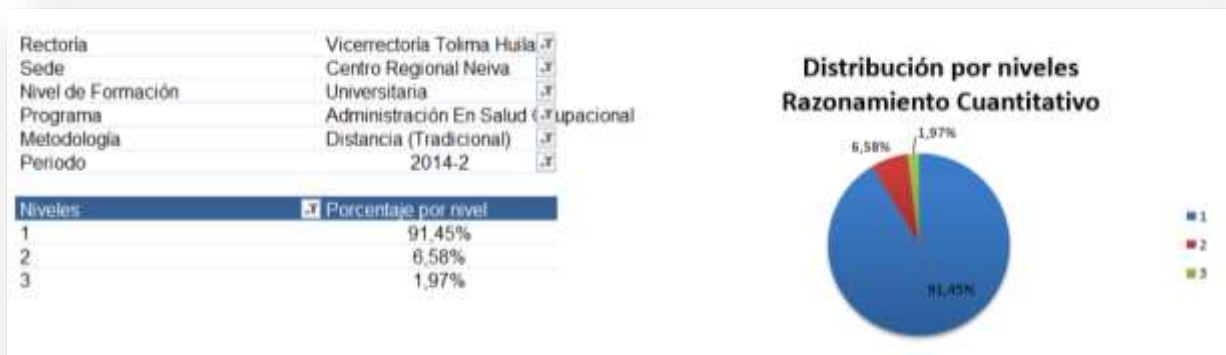 Rectoría Vicerrectoría Tolima Huila
Sede Centro Regional Neiva
Nivel de Formación Universitaria
Programa Administración En Salud Ocupacional
Metodología Distancia (Tradicional)
Periodo 2014-2
Niveles Porcentaje por nivel
1 91,45%
2 6,58%
3 1,97%
Distribución por niveles
Razonamiento Cuantitativo
6,58% 1,97%
91,45%
1
2
3